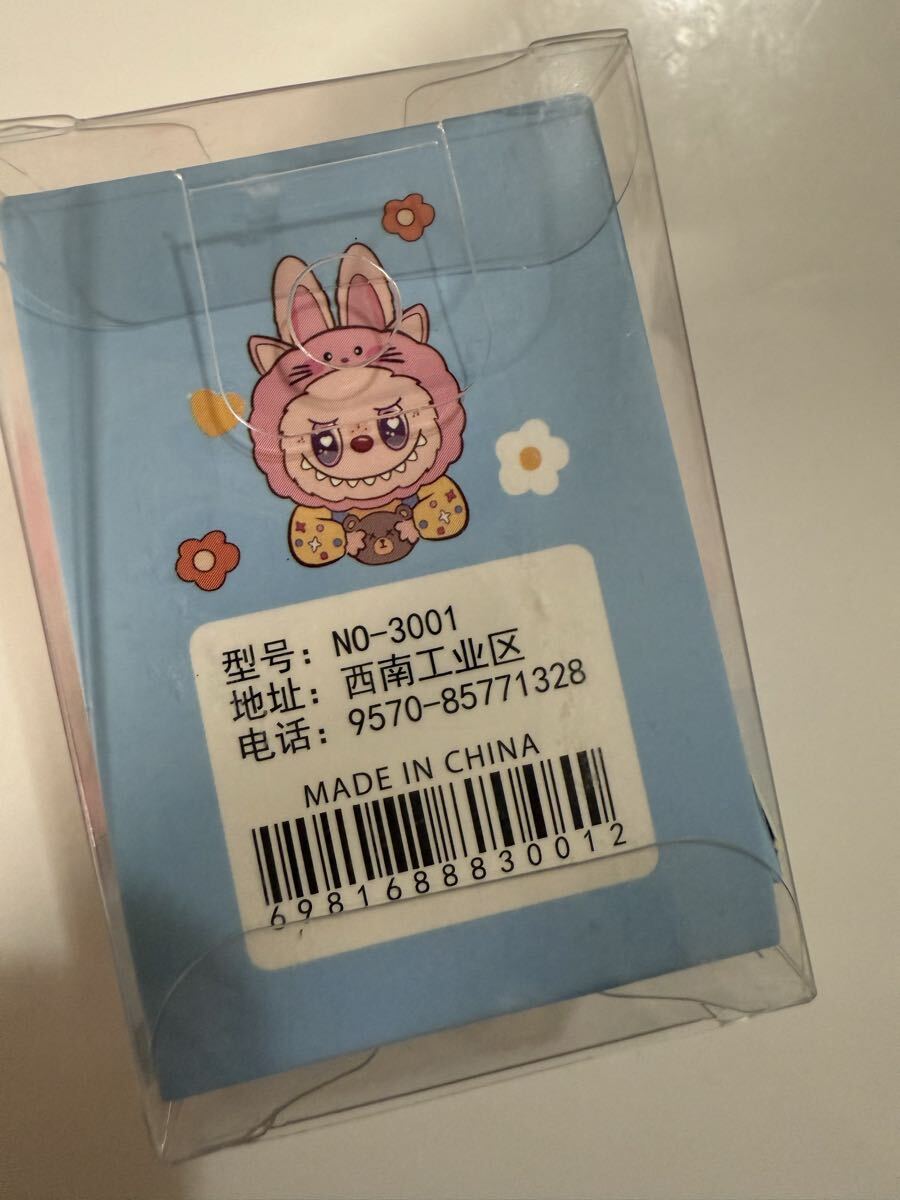 型号：NO-3001
地址：西南工业区
电话：9570-85771328
MADE IN CHINA
6981688830012